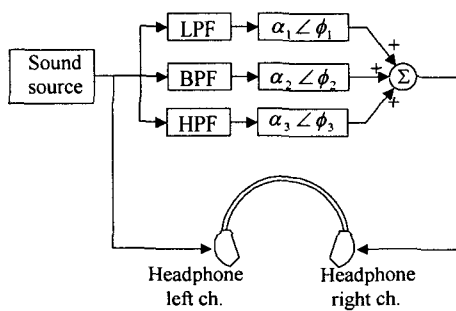 LPF
α₁∠ϕ₁
+
Sound
source
BPF
α₂∠ϕ₂
+
Σ
HPF
α₃∠ϕ₃
+
Headphone
left ch.
Headphone
right ch.